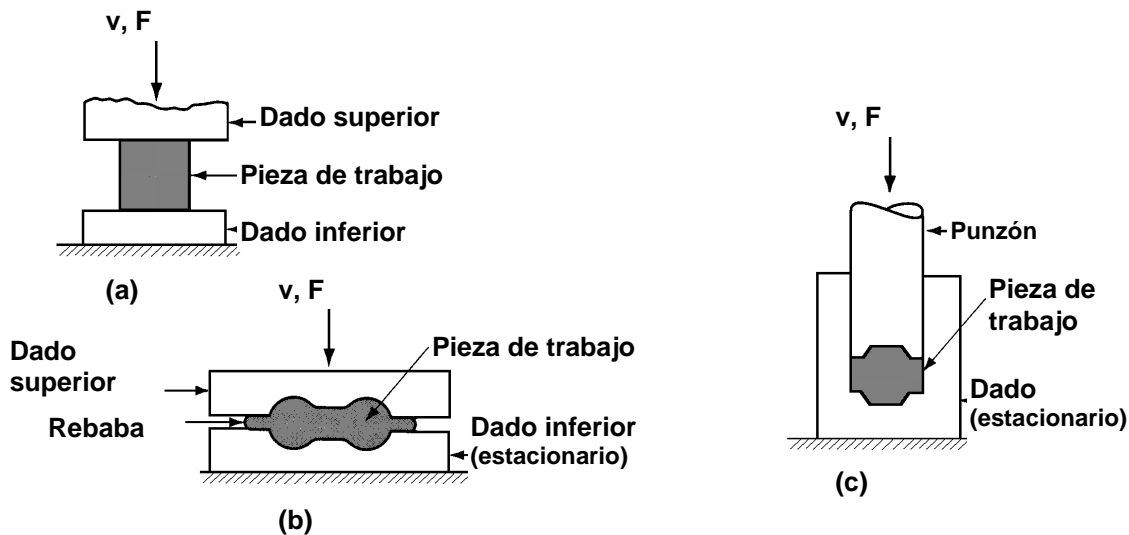 v, F
Dado superior
Pieza de trabajo
Dado inferior
(a)
v, F
Dado
superior
Pieza de trabajo
Rebaba
Dado inferior
(estacionario)
(b)
v, F
Punzón
Pieza de
trabajo
Dado
(estacionario)
(c)